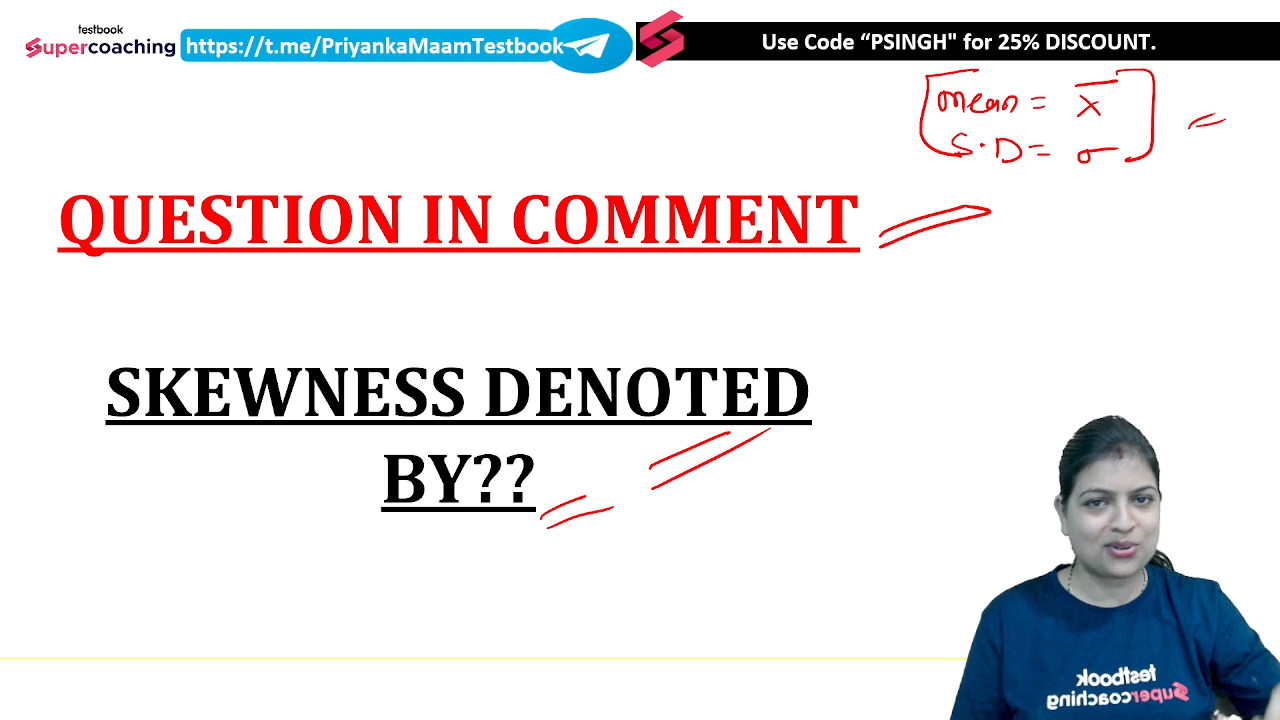 testbook
Supercoaching
https://t.me/PriyankaMaamTestbook
Use Code “PSINGH" for 25% DISCOUNT.
mean = x̅
S.D = σ
QUESTION IN COMMENT
SKEWNESS DENOTED
BY??
testbook
Supercoaching